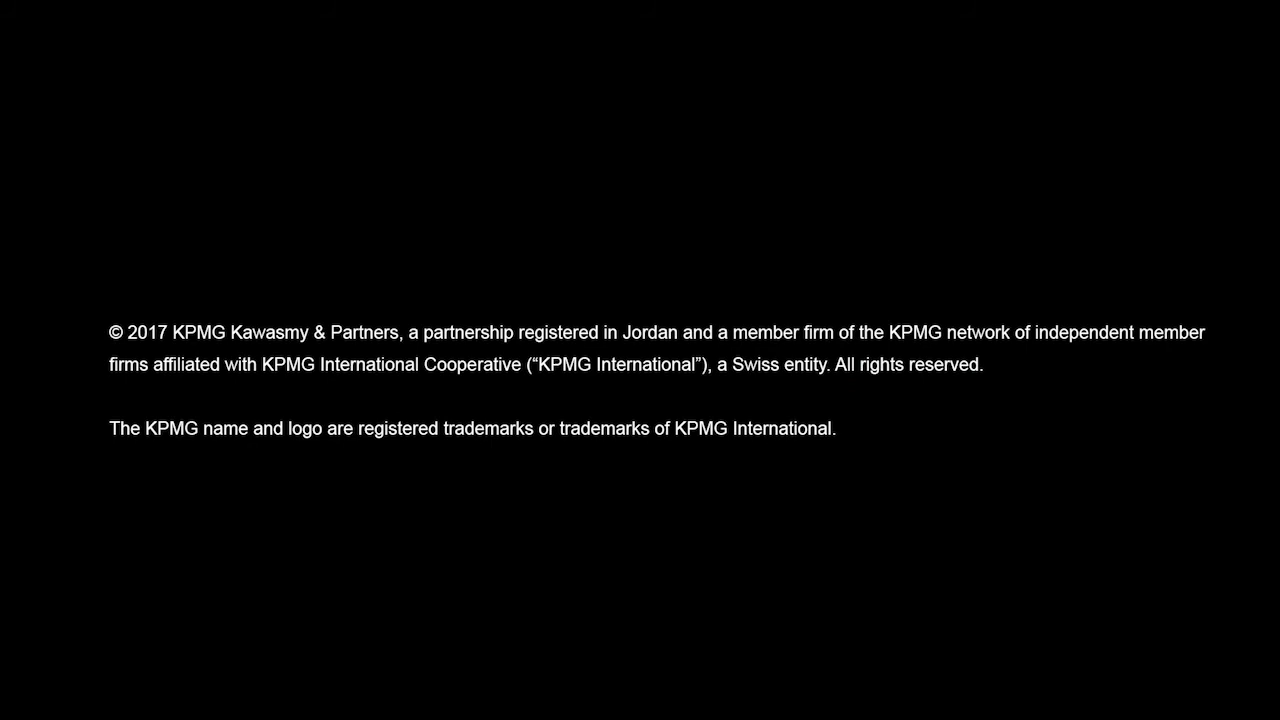 © 2017 KPMG Kawasmy & Partners, a partnership registered in Jordan and a member firm of the KPMG network of independent member
firms affiliated with KPMG International Cooperative (“KPMG International”), a Swiss entity. All rights reserved.
The KPMG name and logo are registered trademarks or trademarks of KPMG International.